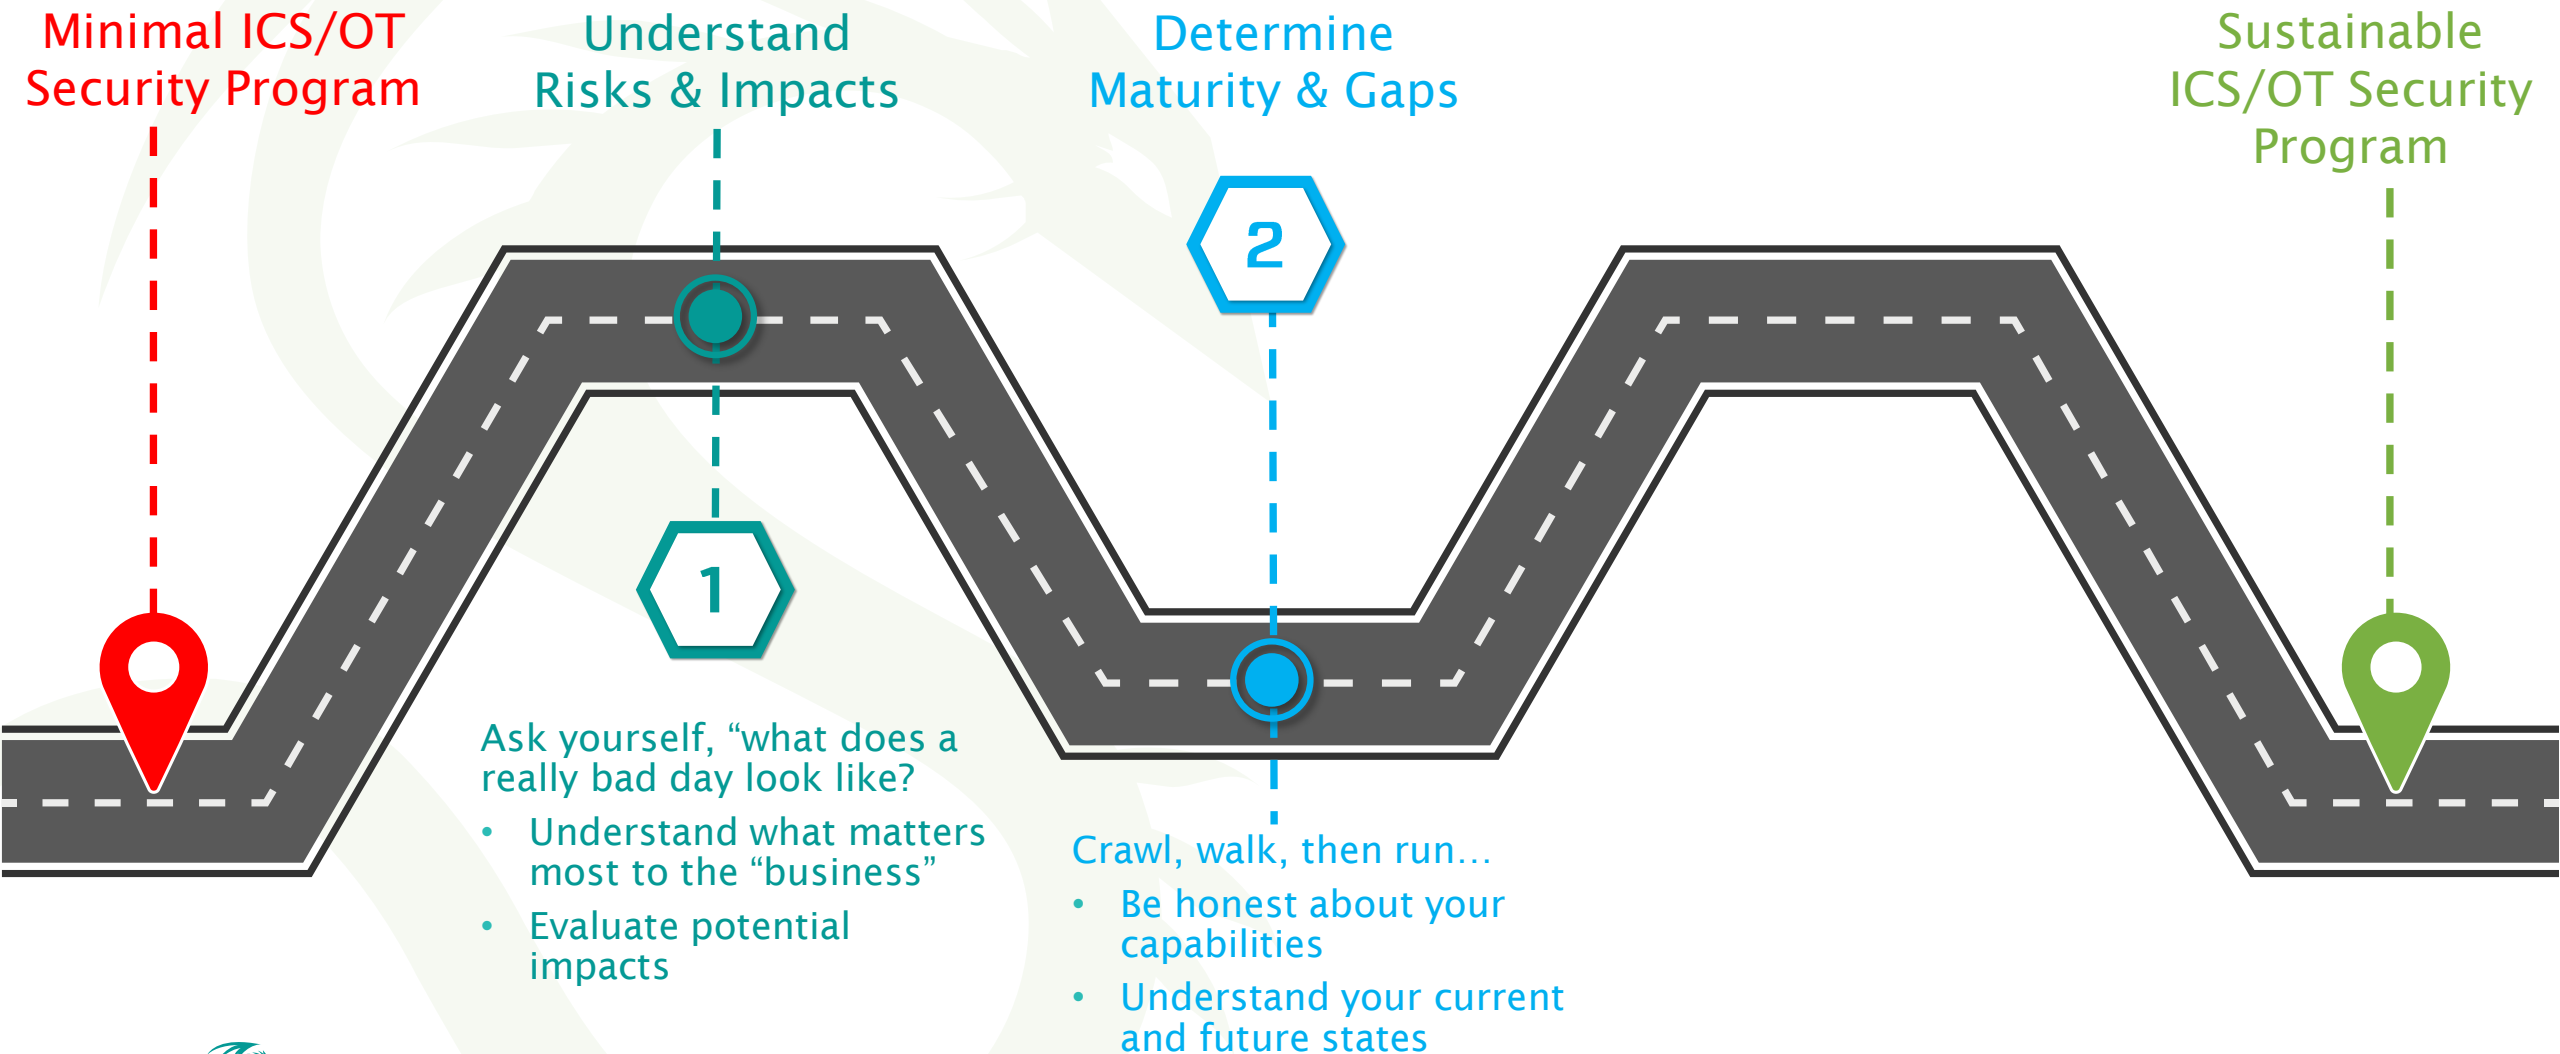 Minimal ICS/OT
Security Program
Understand
Risks & Impacts
Determine
Maturity & Gaps
Sustainable
ICS/OT Security
Program
2
1
Ask yourself, “what does a
really bad day look like?
• Understand what matters
most to the “business”
• Evaluate potential
impacts
Crawl, walk, then run…
• Be honest about your
capabilities
• Understand your current
and future states